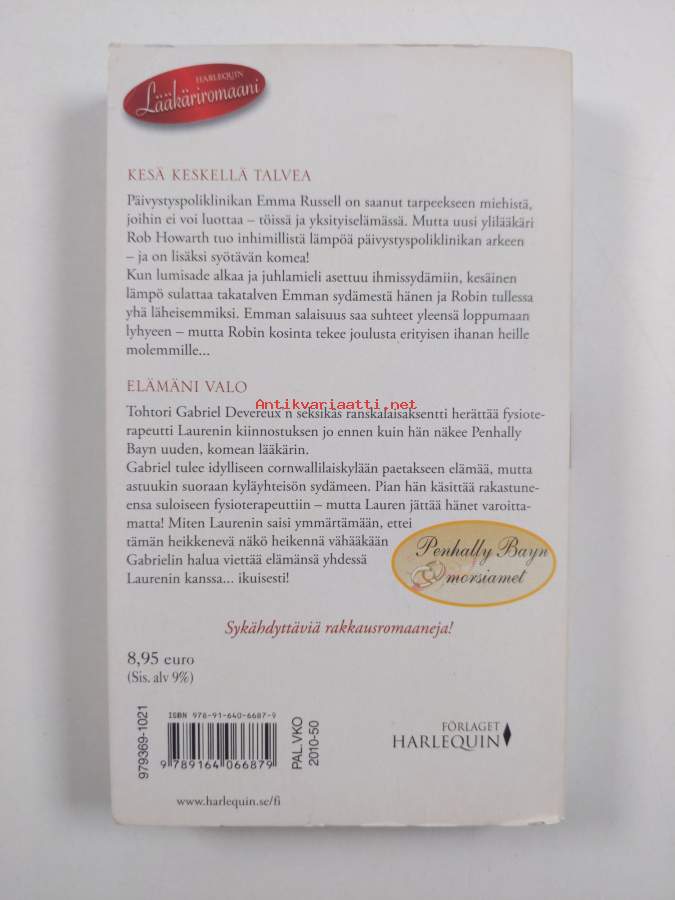 HARLEQUIN
Lääkäriromaani
KESÄ KESKELLÄ TALVEA
Päivystyspoliklinikan Emma Russell on saanut tarpeekseen miehistä,
joihin ei voi luottaa – töissä ja yksityiselämässä. Mutta uusi ylilääkäri
Rob Howarth tuo inhimillistä lämpöä päivystyspoliklinikan arkeen
– ja on lisäksi syötävän komea!
Kun lumisade alkaa ja juhlamieli asettuu ihmissydämiin, kesäinen
lämpö sulattaa takatalven Emman sydämestä hänen ja Robin tullessa
yhä läheisemmiksi. Emman salaisuus saa suhteet yleensä loppumaan
lyhyeen – mutta Robin kosinta tekee joulusta erityisen ihanan heille
molemmille...
ELÄMÄNI VALO
Antikvariaatti.net
Tohtori Gabriel Devereux'n seksikäs ranskalaisaksentti herättää fysiote-
rapeutti Laurenin kiinnostuksen jo ennen kuin hän näkee Penhally
Bayn uuden, komean lääkärin.
Gabriel tulee idylliseen cornwallilaiskylään paetakseen elämää, mutta
astuukin suoraan kyläyhteisön sydämeen. Pian hän käsittää rakastune-
ensa suloiseen fysioterapeuttiin – mutta Lauren jättää hänet varoitta-
matta! Miten Laurenin saisi ymmärtämään, ettei
tämän heikkenevä näkö heikennä vähääkään
Gabrielin halua viettää elämänsä yhdessä
Laurenin kanssa... ikuisesti!
Penhally Bayn
morsiamet
Sykähdyttäviä rakkausromaaneja!
8,95 euro
(Sis. alv 9%)
979369-1021
ISBN 978-91-640-6687-9
9 789164 066879
PAL.VKO
2010-50
FÖRLAGET
HARLEQUIN
www.harlequin.se/fi